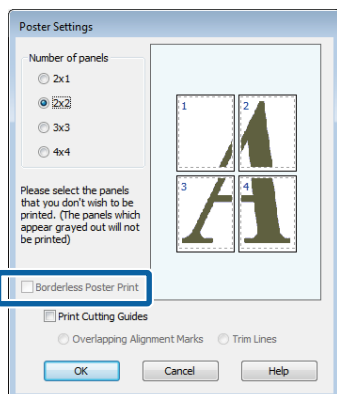 Poster Settings
Number of panels
2x1
2x2
3x3
4x4
1 2
3 4
Please select the panels
that you don't wish to be
printed. (The panels which
appear grayed out will not
be printed)
Borderless Poster Print
Print Cutting Guides
Overlapping Alignment Marks Trim Lines
OK Cancel Help